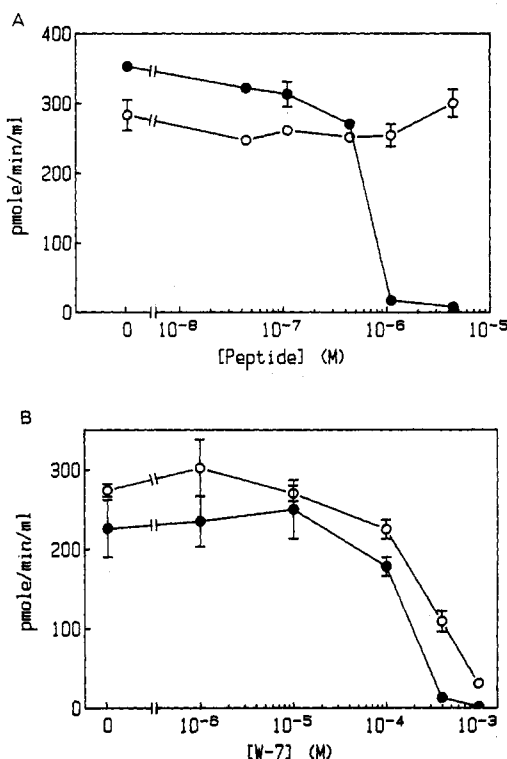 A
400
300
200
100
0
pmole/min/ml
0 10⁻⁸ 10⁻⁷ 10⁻⁶ 10⁻⁵
[Peptide] (M)
B
300
200
100
0
pmole/min/ml
0 10⁻⁶ 10⁻⁵ 10⁻⁴ 10⁻³
[W-7] (M)